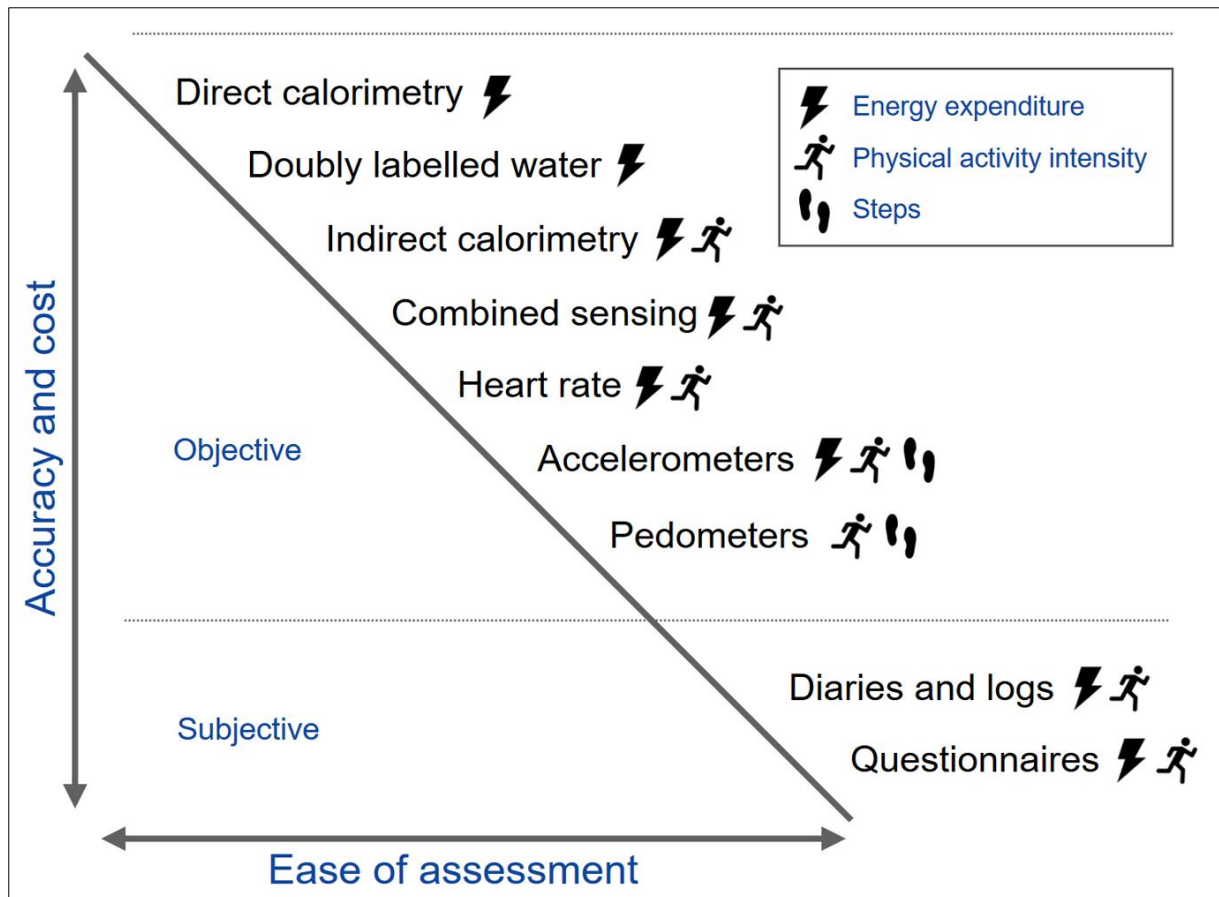 Direct calorimetry
Energy expenditure
Doubly labelled water
Physical activity intensity
Steps
Indirect calorimetry
Combined sensing
Heart rate
Objective
Accelerometers
Pedometers
Diaries and logs
Subjective
Questionnaires
Accuracy and cost
Ease of assessment